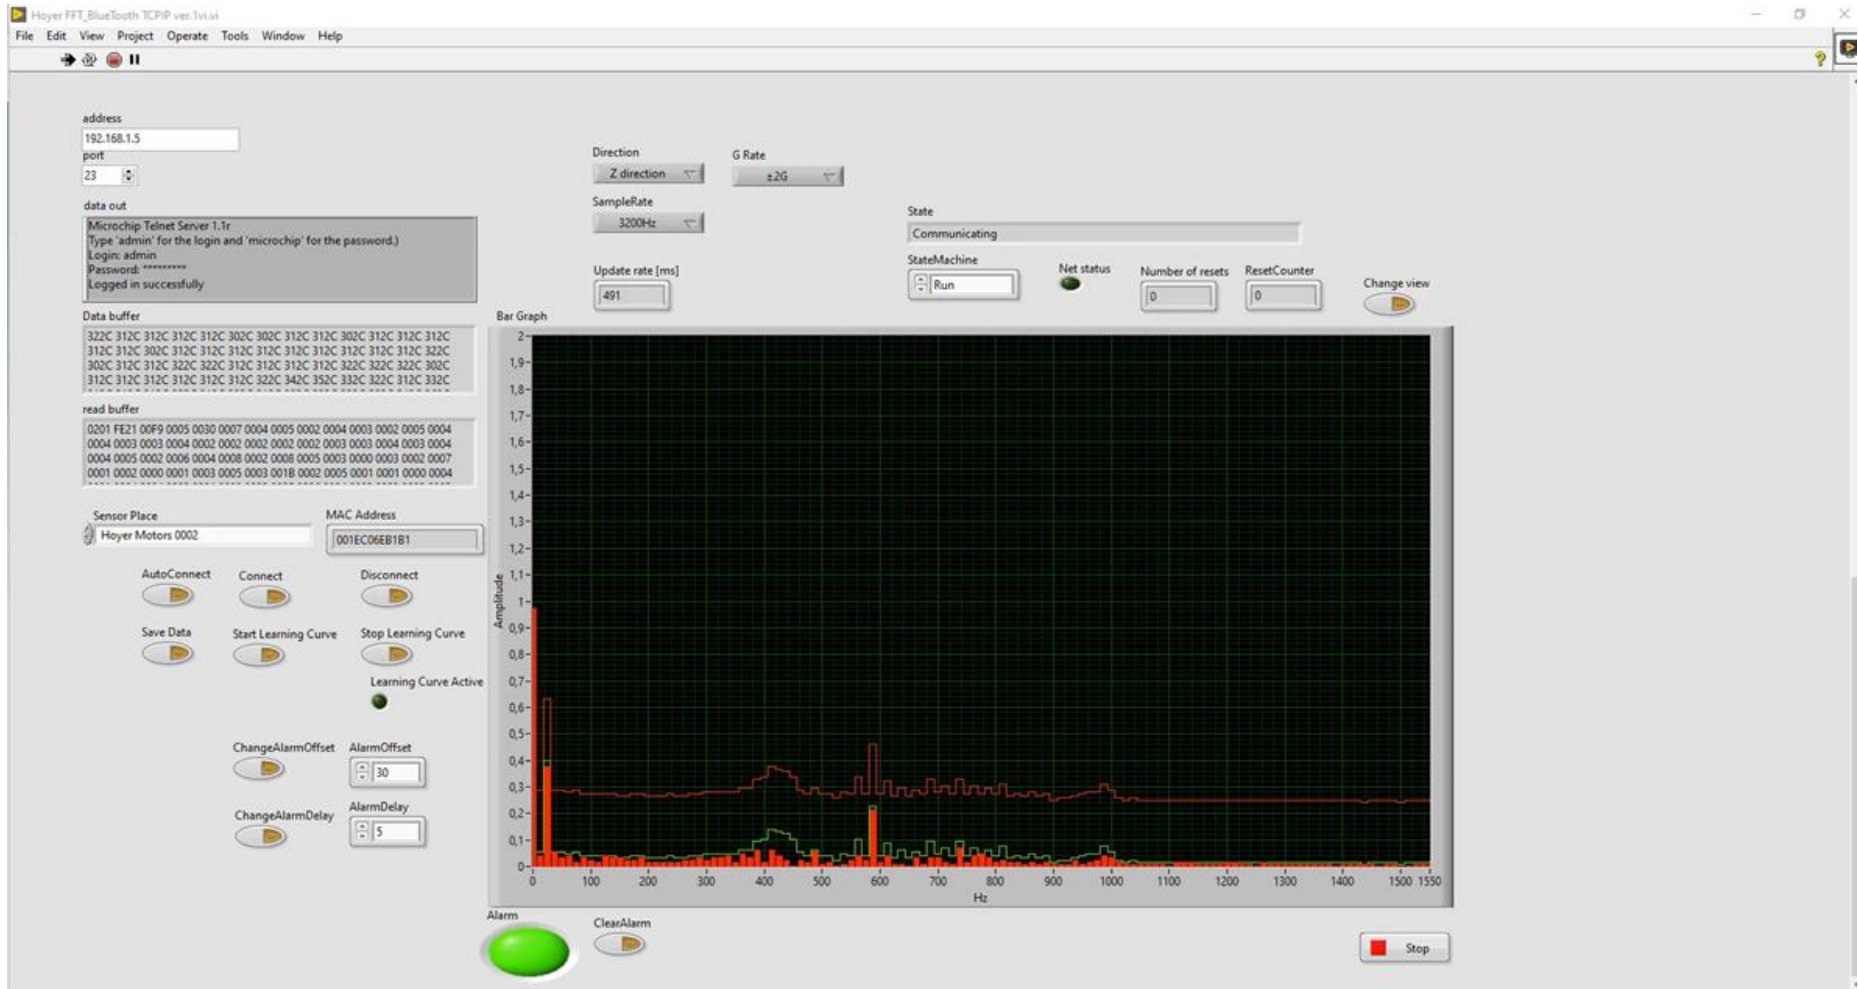 Hoyer FFT_BlueTooth TCPIP ver.1vi.vi
File Edit View Project Operate Tools Window Help
address
192.168.1.5
port
23
data out
Microchip Telnet Server 1.1r
Type 'admin' for the login and 'microchip' for the password.)
Login: admin
Password: *********
Logged in successfully
Data buffer
322C 312C 312C 312C 312C 302C 302C 312C 312C 302C 312C 312C 312C
312C 312C 302C 312C 312C 312C 312C 312C 312C 312C 312C 312C 322C
302C 312C 312C 322C 322C 312C 312C 312C 312C 322C 322C 322C 302C
312C 312C 312C 312C 312C 312C 322C 342C 352C 332C 322C 312C 332C
read buffer
0201 FE21 00F9 0005 0030 0007 0004 0005 0002 0004 0003 0002 0005 0004
0004 0003 0003 0004 0002 0002 0002 0002 0002 0003 0003 0004 0003 0004
0004 0005 0002 0006 0004 0008 0002 0008 0005 0003 0000 0003 0002 0007
0001 0002 0000 0001 0003 0005 0003 001B 0002 0005 0001 0001 0000 0004
Sensor Place
Hoyer Motors 0002
MAC Address
001EC06EB1B1
AutoConnect Connect Disconnect
Save Data Start Learning Curve Stop Learning Curve
Learning Curve Active
ChangeAlarmOffset AlarmOffset
30
ChangeAlarmDelay AlarmDelay
5
Direction
Z direction
G Rate
±2G
SampleRate
3200Hz
Update rate [ms]
491
State
Communicating
StateMachine
Run
Net status
Number of resets
0
ResetCounter
0
Change view
Bar Graph
Amplitude
2
1,9
1,8
1,7
1,6
1,5
1,4
1,3
1,2
1,1
1
0,9
0,8
0,7
0,6
0,5
0,4
0,3
0,2
0,1
0
0 100 200 300 400 500 600 700 800 900 1000 1100 1200 1300 1400 1500 1550
Hz
Alarm
ClearAlarm
Stop